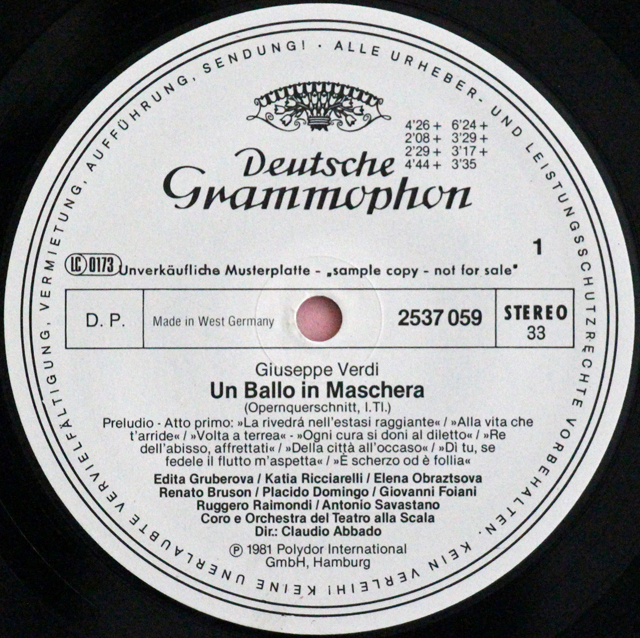 ALLE URHEBER- UND LEISTUNGSSCHUTZRECHTE VORBEHALTEN. KEIN VERLEIH! KEINE UNERLAUBTE VERVIELFÄLTIGUNG, VERMIETUNG, AUFFÜHRUNG, SENDUNG! ·
4'26 + 6'24 +
2'08 + 3'29 +
2'29 + 3'17 +
4'44 + 3'35
Deutsche
Grammophon
1
LC 0173 Unverkäufliche Musterplatte - „sample copy - not for sale"
D. P.
Made in West Germany
2537 059
STEREO
33
Giuseppe Verdi
Un Ballo in Maschera
(Opernquerschnitt, I.Tl.)
Preludio - Atto primo: »La rivedrá nell'estasi raggiante« / »Alla vita che
t'arride« / »Volta a terrea« - »Ogni cura si doni al diletto« / »Re
dell'abisso, affrettati« / »Della città all'occaso« / »Di tu, se
fedele il flutto m'aspetta« / »È scherzo od è follia«
Edita Gruberova / Katia Ricciarelli / Elena Obraztsova
Renato Bruson / Placido Domingo / Giovanni Foiani
Ruggero Raimondi / Antonio Savastano
Coro e Orchestra del Teatro alla Scala
Dir.: Claudio Abbado
℗ 1981 Polydor International
GmbH, Hamburg